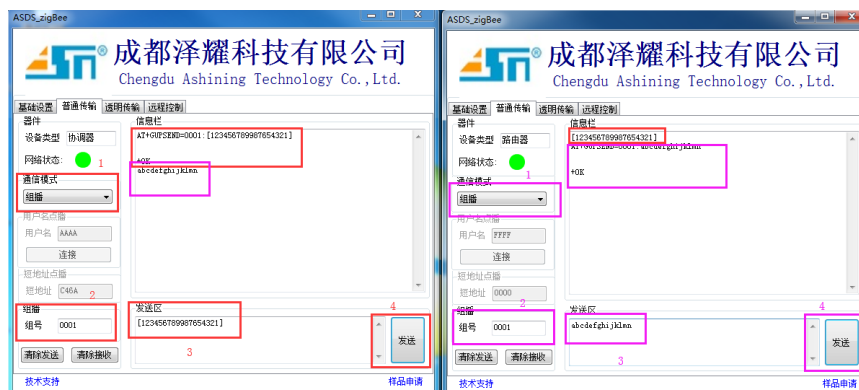 ASDS_zigBee
成都泽耀科技有限公司
Chengdu Ashining Technology Co.,Ltd.
基础设置 普通传输 透明传输 远程控制
器件
设备类型 协调器
网络状态:
1
通信模式
组播
用户名点播
用户名 AAAA
连接
短地址点播
短地址 C46A
2
组播
组号 0001
清除发送 清除接收
信息栏
AT+GUPSEND=0001:[123456789987654321]
+OK
abcdefghijklmn
发送区
[123456789987654321]
3
4
发送
技术支持
样品申请
ASDS_zigBee
成都泽耀科技有限公司
Chengdu Ashining Technology Co.,Ltd.
基础设置 普通传输 透明传输 远程控制
器件
设备类型 路由器
网络状态:
1
通信模式
组播
用户名点播
用户名 FFFF
连接
短地址点播
短地址 0000
2
组播
组号 0001
清除发送 清除接收
信息栏
[123456789987654321]
AT+GUPSEND=0001:abcdefghijklmn
+OK
发送区
abcdefghijklmn
3
4
发送
技术支持
样品申请